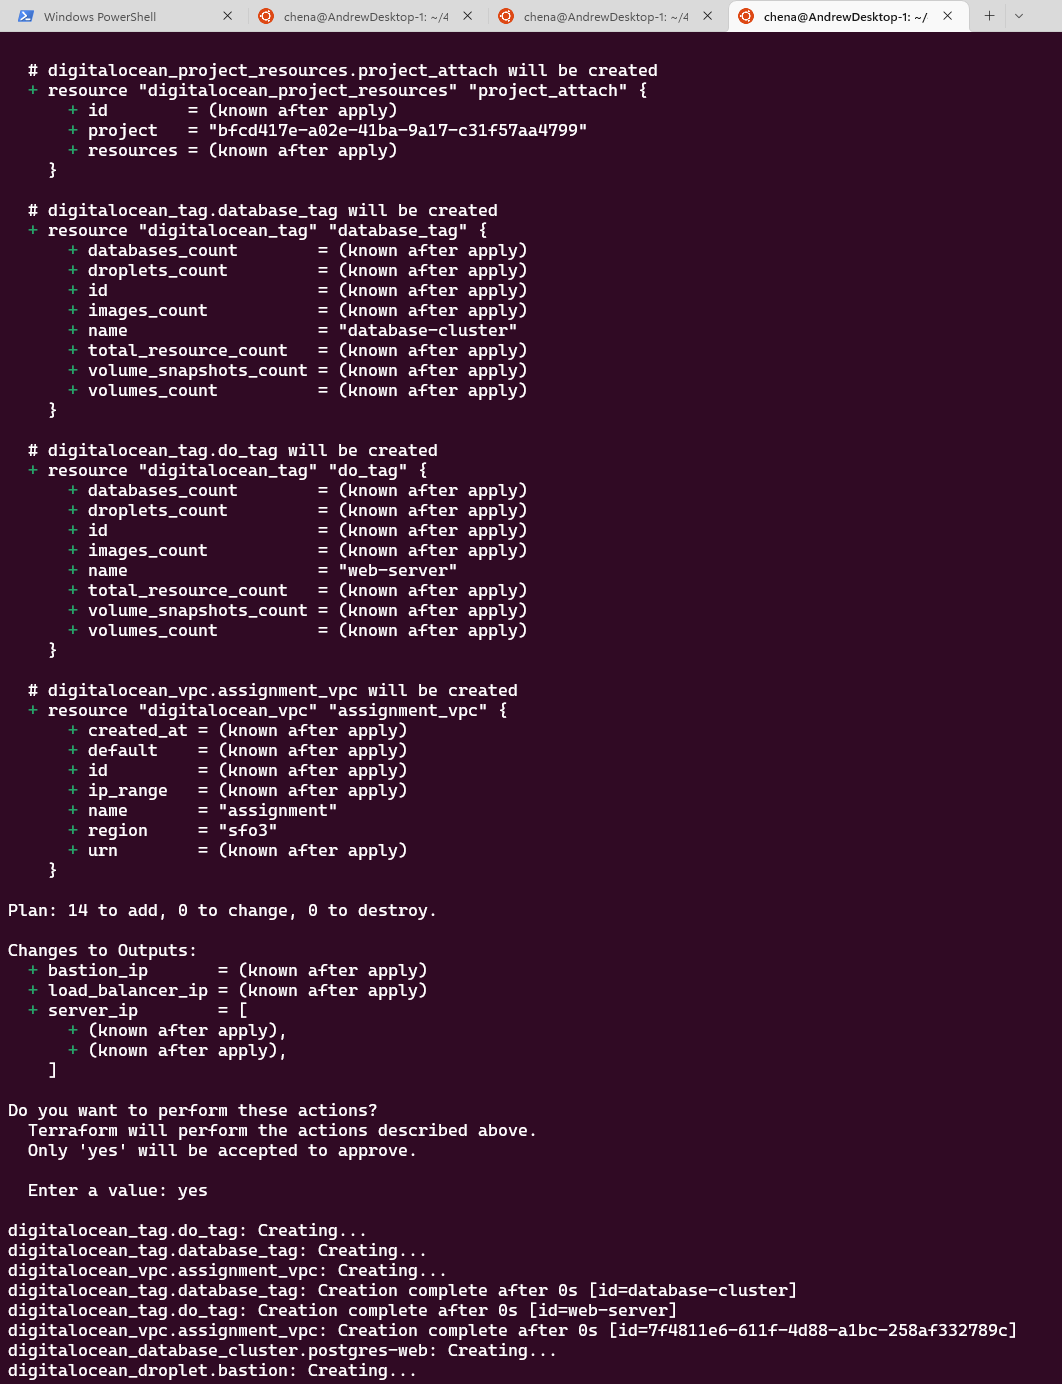 Windows PowerShell
chena@AndrewDesktop-1: ~/4
chena@AndrewDesktop-1: ~/4
chena@AndrewDesktop-1: ~/
# digitalocean_project_resources.project_attach will be created
+ resource "digitalocean_project_resources" "project_attach" {
+ id        = (known after apply)
+ project   = "bfcd417e-a02e-41ba-9a17-c31f57aa4799"
+ resources = (known after apply)
}
# digitalocean_tag.database_tag will be created
+ resource "digitalocean_tag" "database_tag" {
+ databases_count        = (known after apply)
+ droplets_count         = (known after apply)
+ id                     = (known after apply)
+ images_count           = (known after apply)
+ name                   = "database-cluster"
+ total_resource_count   = (known after apply)
+ volume_snapshots_count = (known after apply)
+ volumes_count          = (known after apply)
}
# digitalocean_tag.do_tag will be created
+ resource "digitalocean_tag" "do_tag" {
+ databases_count        = (known after apply)
+ droplets_count         = (known after apply)
+ id                     = (known after apply)
+ images_count           = (known after apply)
+ name                   = "web-server"
+ total_resource_count   = (known after apply)
+ volume_snapshots_count = (known after apply)
+ volumes_count          = (known after apply)
}
# digitalocean_vpc.assignment_vpc will be created
+ resource "digitalocean_vpc" "assignment_vpc" {
+ created_at = (known after apply)
+ default    = (known after apply)
+ id         = (known after apply)
+ ip_range   = (known after apply)
+ name       = "assignment"
+ region     = "sfo3"
+ urn        = (known after apply)
}
Plan: 14 to add, 0 to change, 0 to destroy.
Changes to Outputs:
+ bastion_ip       = (known after apply)
+ load_balancer_ip = (known after apply)
+ server_ip        = [
+ (known after apply),
+ (known after apply),
]
Do you want to perform these actions?
Terraform will perform the actions described above.
Only 'yes' will be accepted to approve.
Enter a value: yes
digitalocean_tag.do_tag: Creating...
digitalocean_tag.database_tag: Creating...
digitalocean_vpc.assignment_vpc: Creating...
digitalocean_tag.database_tag: Creation complete after 0s [id=database-cluster]
digitalocean_tag.do_tag: Creation complete after 0s [id=web-server]
digitalocean_vpc.assignment_vpc: Creation complete after 0s [id=7f4811e6-611f-4d88-a1bc-258af332789c]
digitalocean_database_cluster.postgres-web: Creating...
digitalocean_droplet.bastion: Creating...